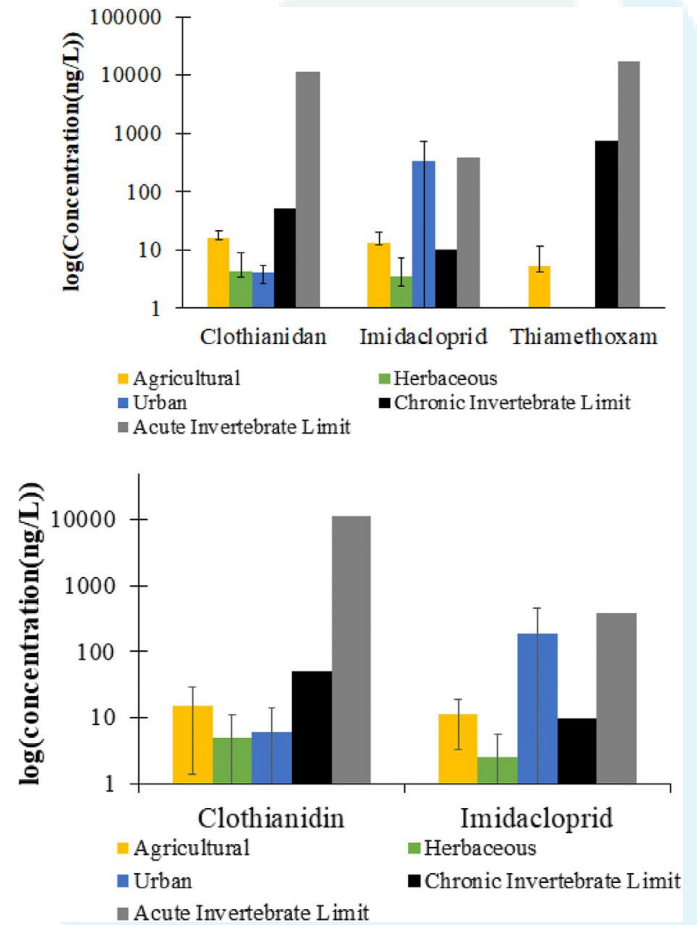 log(Concentration(ng/L))
100000
10000
1000
100
10
1
Clothianidan Imidacloprid Thiamethoxam
Agricultural Herbaceous
Urban Chronic Invertebrate Limit
Acute Invertebrate Limit
log(concentration(ng/L))
10000
1000
100
10
1
Clothianidin Imidacloprid
Agricultural Herbaceous
Urban Chronic Invertebrate Limit
Acute Invertebrate Limit